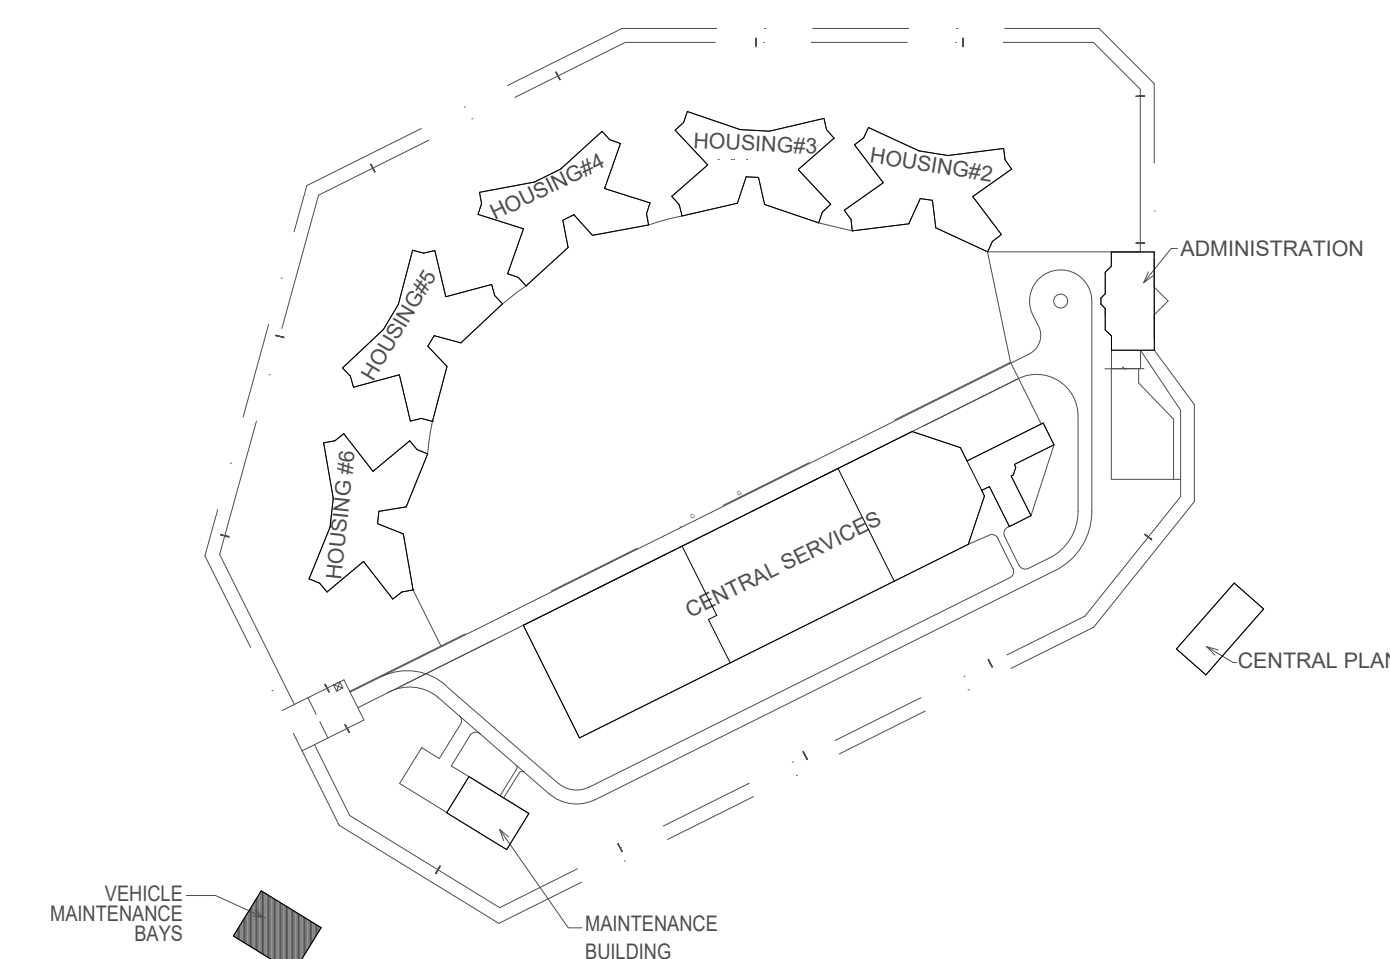 HOUSING#3
HOUSING#2
HOUSING#4
ADMINISTRATION
HOUSING#5
HOUSING #6
CENTRAL SERVICES
CENTRAL PLAN
VEHICLE
MAINTENANCE
BAYS
MAINTENANCE
BUILDING